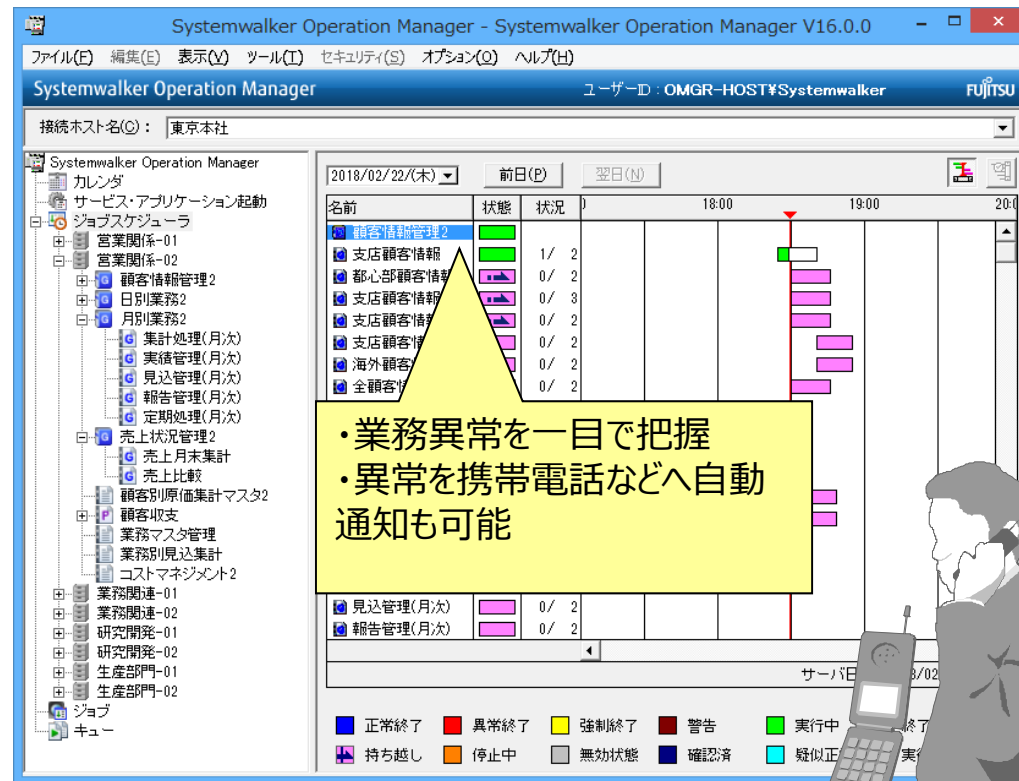 Systemwalker Operation Manager - Systemwalker Operation Manager V16.0.0
ファイル(F) 編集(E) 表示(V) ツール(T) セキュリティ(S) オプション(O) ヘルプ(H)
Systemwalker Operation Manager ユーザーID : OMGR-HOST¥Systemwalker FUJITSU
接続ホスト名(C) : 東京本社
Systemwalker Operation Manager
カレンダ
サービス・アプリケーション起動
ジョブスケジューラ
営業関係-01
営業関係-02
顧客情報管理2
日別業務2
月別業務2
集計処理(月次)
実績管理(月次)
見込管理(月次)
報告管理(月次)
定期処理(月次)
売上状況管理2
売上月末集計
売上比較
顧客別原価集計マスタ2
顧客収支
業務マスタ管理
業務別見込集計
コストマネジメント2
業務関連-01
業務関連-02
研究開発-01
研究開発-02
生産部門-01
生産部門-02
ジョブ
キュー
2018/02/22/(木) 前日(P) 翌日(N)
名前 状態 状況 18:00 19:00
顧客情報管理2
支店顧客情報 1/ 2
都心部顧客情報 0/ 2
支店顧客情報 0/ 3
支店顧客情 0/ 2
支店顧客情 0/ 2
海外顧客 0/ 2
全顧客 0/ 2
・業務異常を一目で把握
・異常を携帯電話などへ自動
通知も可能
見込管理(月次) 0/ 2
報告管理(月次) 0/ 2
サーバ日
正常終了 異常終了 強制終了 警告 実行中 終了
持ち越し 停止中 無効状態 確認済 疑似正